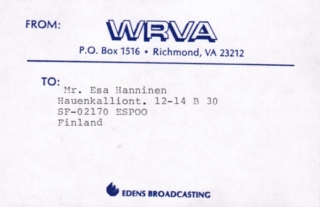 FROM: WRVA
P.O. Box 1516 • Richmond, VA 23212
TO:
Mr. Esa Hanninen
Hauenkalliont. 12-14 B 30
SF-02170 ESPOO
Finland
EDENS BROADCASTING